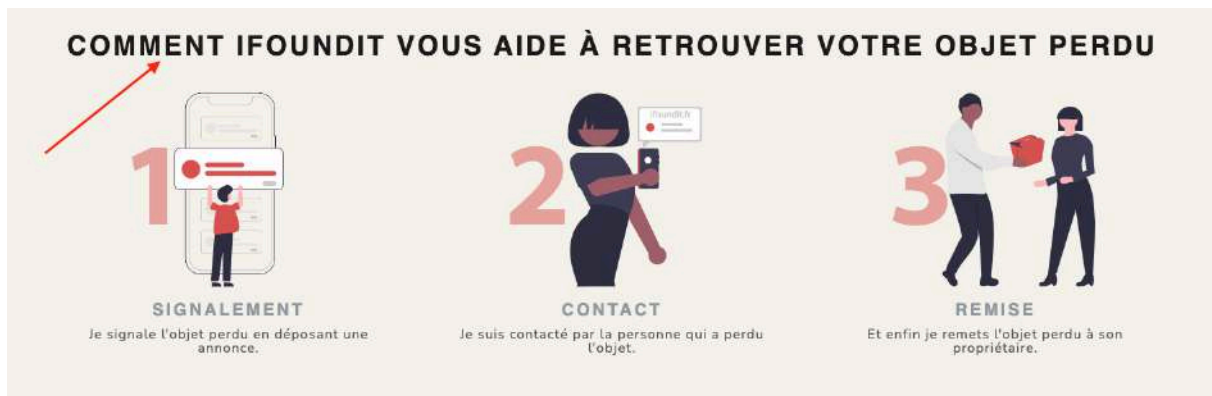 COMMENT IFOUNDIT VOUS AIDE À RETROUVER VOTRE OBJET PERDU
1
ifoundit.fr
2
3
SIGNALEMENT
Je signale l'objet perdu en déposant une
annonce.
CONTACT
Je suis contacté par la personne qui a perdu
l'objet.
REMISE
Et enfin je remets l'objet perdu à son
propriétaire.